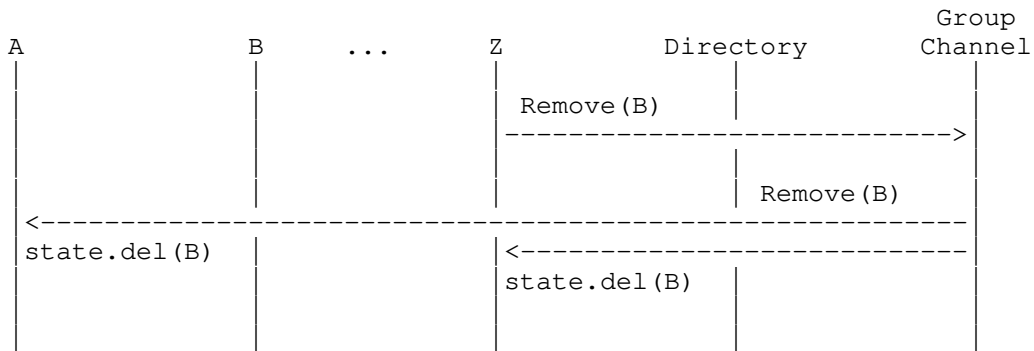 Group
A B ... Z Directory Channel
Remove(B)
Remove(B)
state.del(B)
state.del(B)